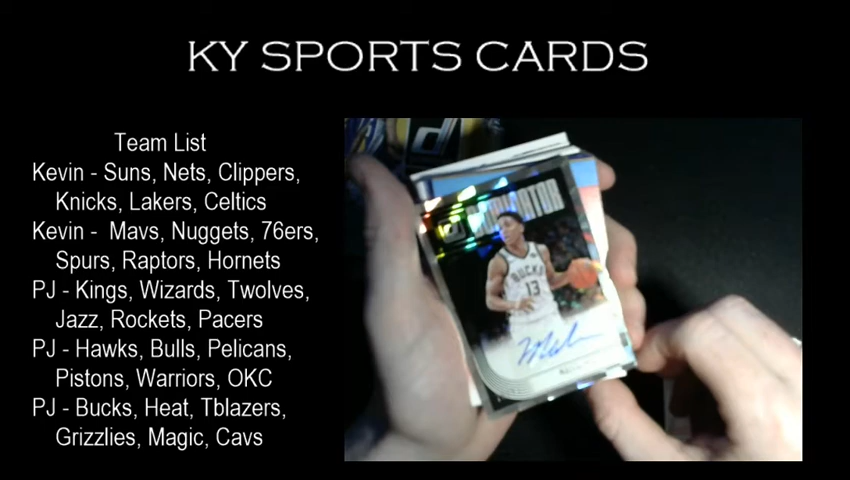 KY SPORTS CARDS
Team List
Kevin - Suns, Nets, Clippers,
Knicks, Lakers, Celtics
Kevin - Mavs, Nuggets, 76ers,
Spurs, Raptors, Hornets
PJ - Kings, Wizards, Twolves,
Jazz, Rockets, Pacers
PJ - Hawks, Bulls, Pelicans,
Pistons, Warriors, OKC
PJ - Bucks, Heat, Tblazers,
Grizzlies, Magic, Cavs
BUCKS
13